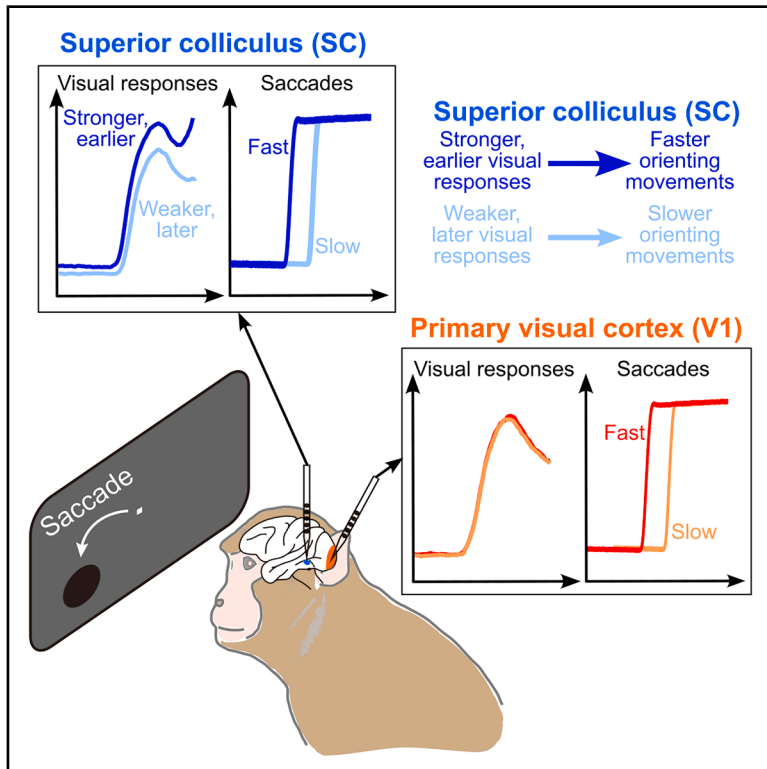 Superior colliculus (SC)
Visual responses
Stronger,
earlier
Weaker,
later
Saccades
Fast
Slow
Superior colliculus (SC)
Stronger,
earlier visual
responses
Faster
orienting
movements
Weaker,
later visual
responses
Slower
orienting
movements
Primary visual cortex (V1)
Visual responses
Saccades
Fast
Slow
Saccade